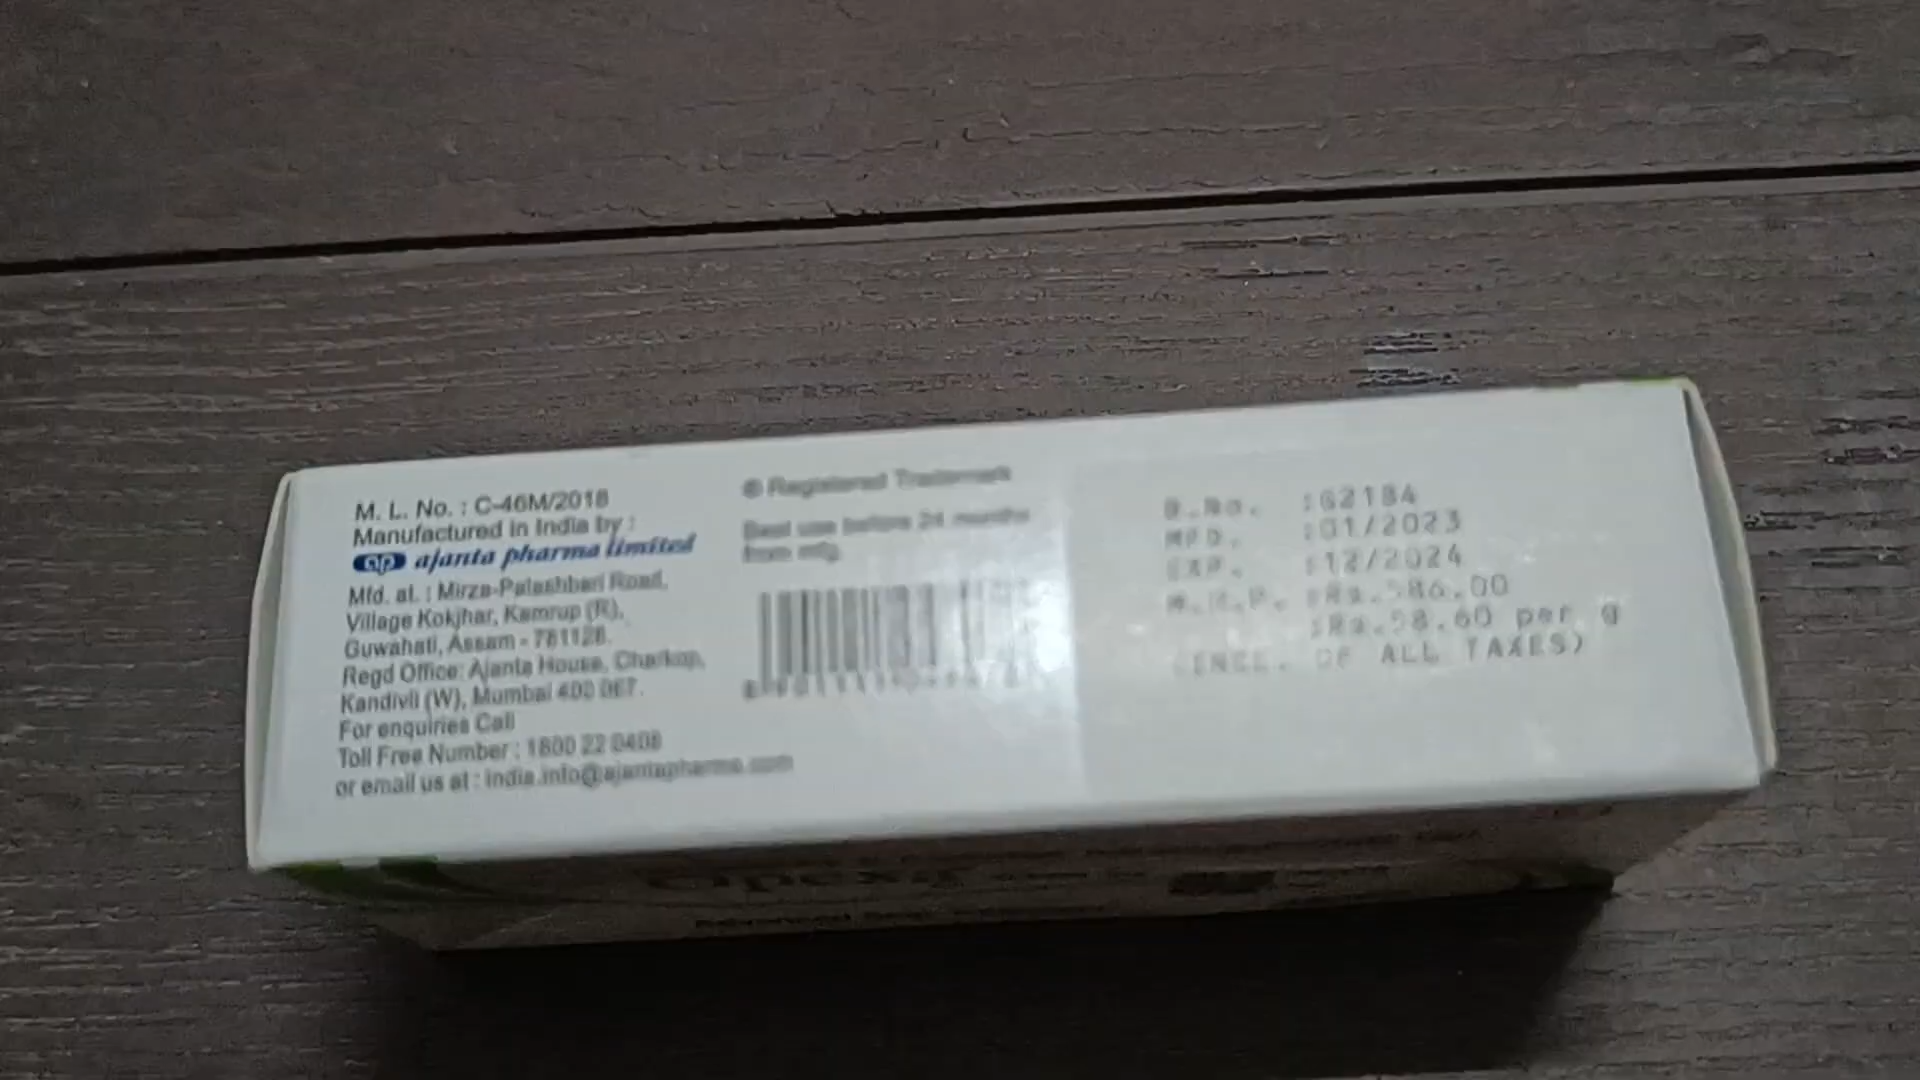 M. L. No. : C-46M/2018
Manufactured in India by :
ap ajanta pharma limited
Mfd. at. : Mirza-Palashbari Road,
Village Kokjhar, Kamrup (R),
Guwahati, Assam - 781128.
Regd Office: Ajanta House, Charkop,
Kandivli (W), Mumbai 400 067.
For enquiries Call
Toll Free Number : 1800 22 0408
or email us at : india.info@ajantapharma.com
® Registered Trademark
Best use before 24 months
from mfg.
B.No. :G2184
MFD. :01/2023
EXP. :12/2024
M.R.P. :Rs.586.00
:Rs.58.60 per g
(INCL. OF ALL TAXES)